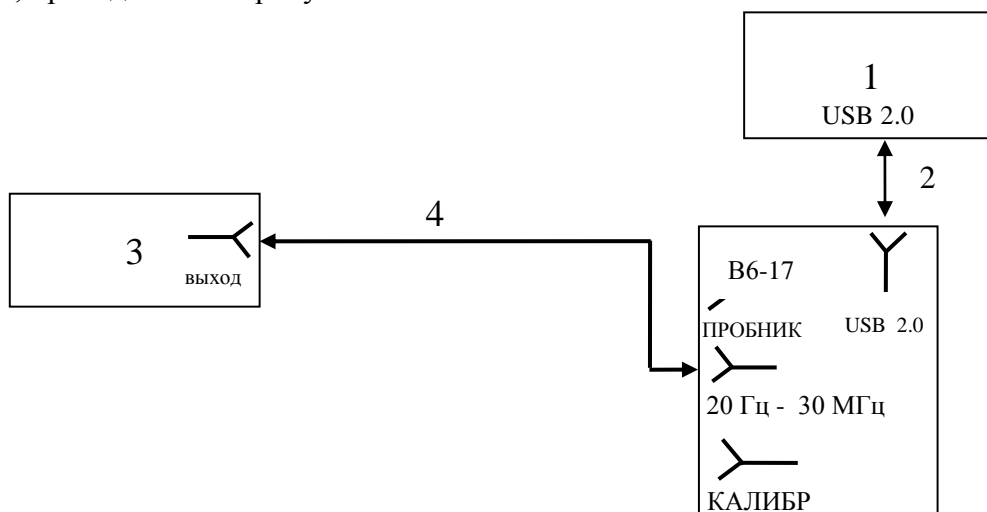 1
USB 2.0
2
4
3
выход
В6-17
ПРОБНИК
USB 2.0
20 Гц - 30 МГц
КАЛИБР